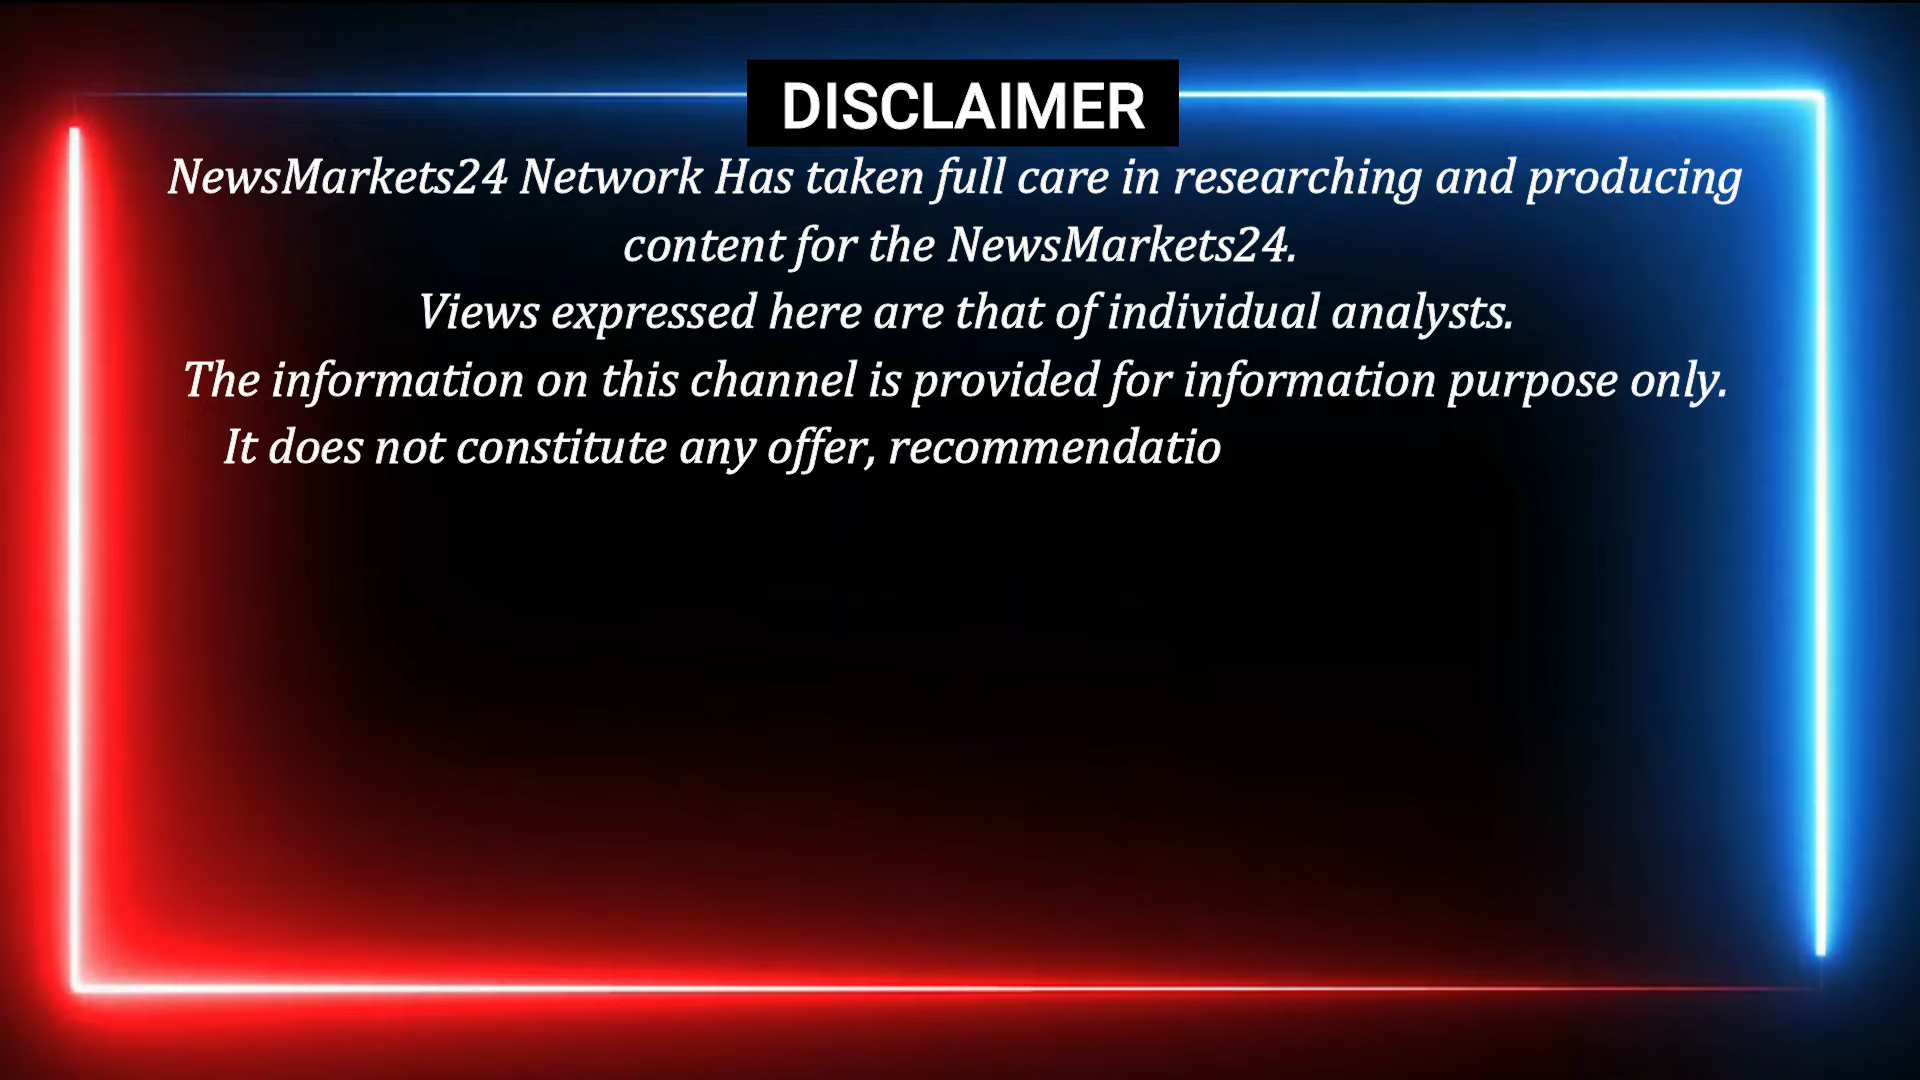 DISCLAIMER
NewsMarkets24 Network Has taken full care in researching and producing
content for the NewsMarkets24.
Views expressed here are that of individual analysts.
The information on this channel is provided for information purpose only.
It does not constitute any offer, recommendatio